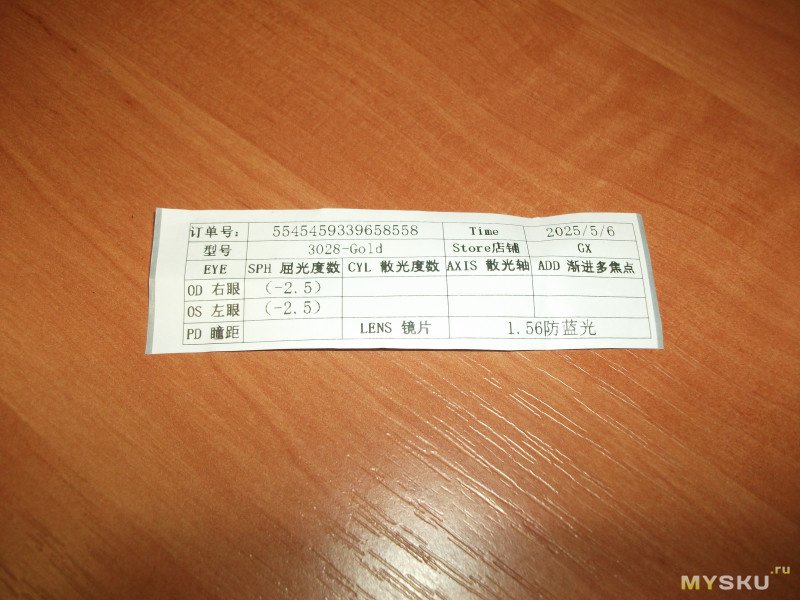 订单号: 5545459339658558 Time 2025/5/6
型号 3028-Gold Store店铺 GX
EYE SPH 屈光度数 CYL 散光度数 AXIS 散光轴 ADD 渐进多焦点
OD 右眼 (-2.5)
OS 左眼 (-2.5)
PD 瞳距 LENS 镜片 1.56防蓝光
MYSKU.ru